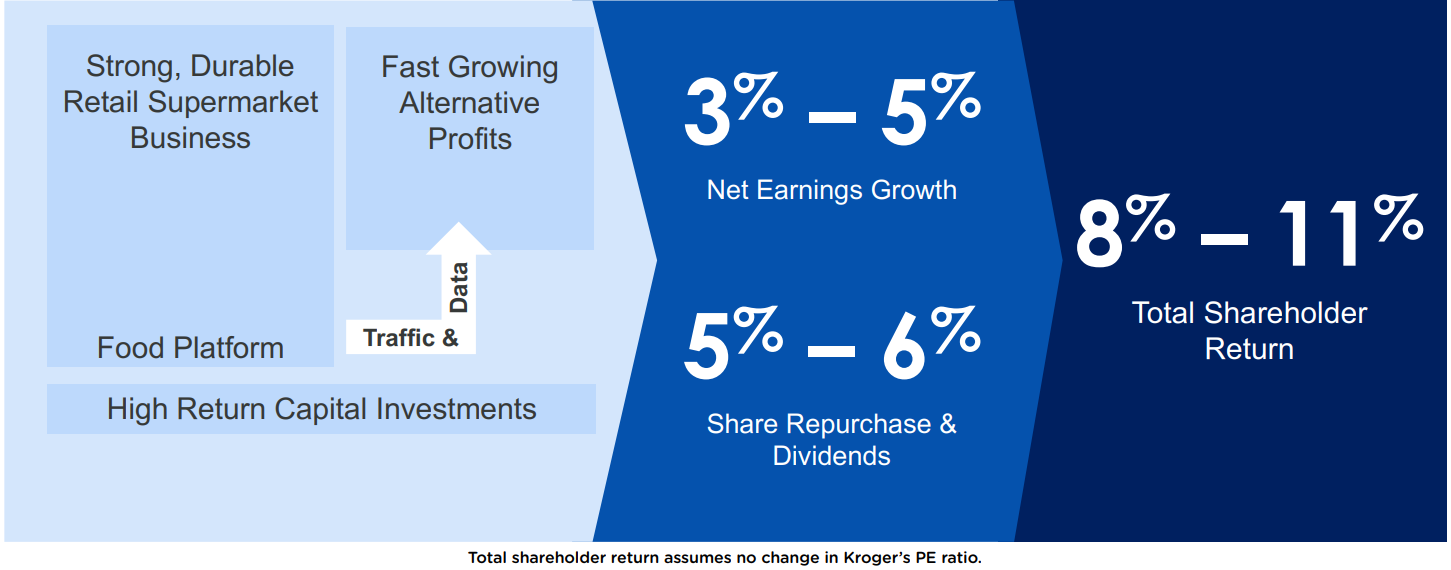 Strong, Durable
Retail Supermarket
Business
Food Platform
Fast Growing
Alternative
Profits
Traffic &
Data
High Return Capital Investments
3% – 5%
Net Earnings Growth
5% – 6%
Share Repurchase &
Dividends
8% – 11%
Total Shareholder
Return
Total shareholder return assumes no change in Kroger's PE ratio.